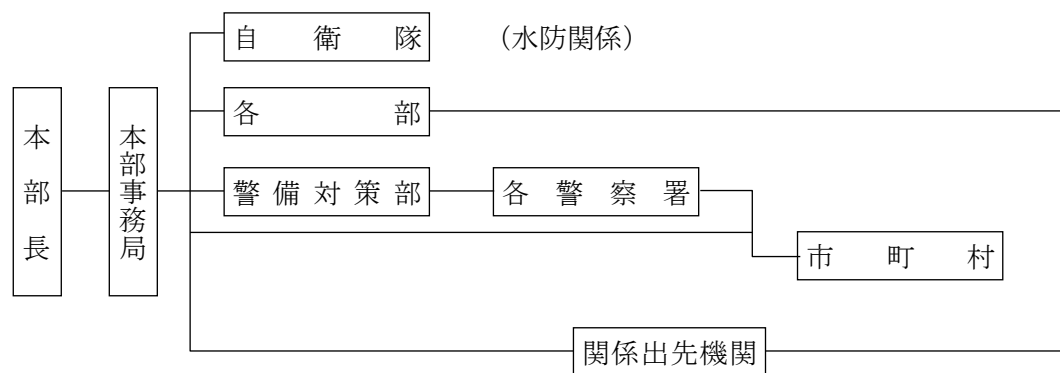 自衛隊 (水防関係)
各部
本部長
本部事務局
警備対策部
各警察署
市町村
関係出先機関